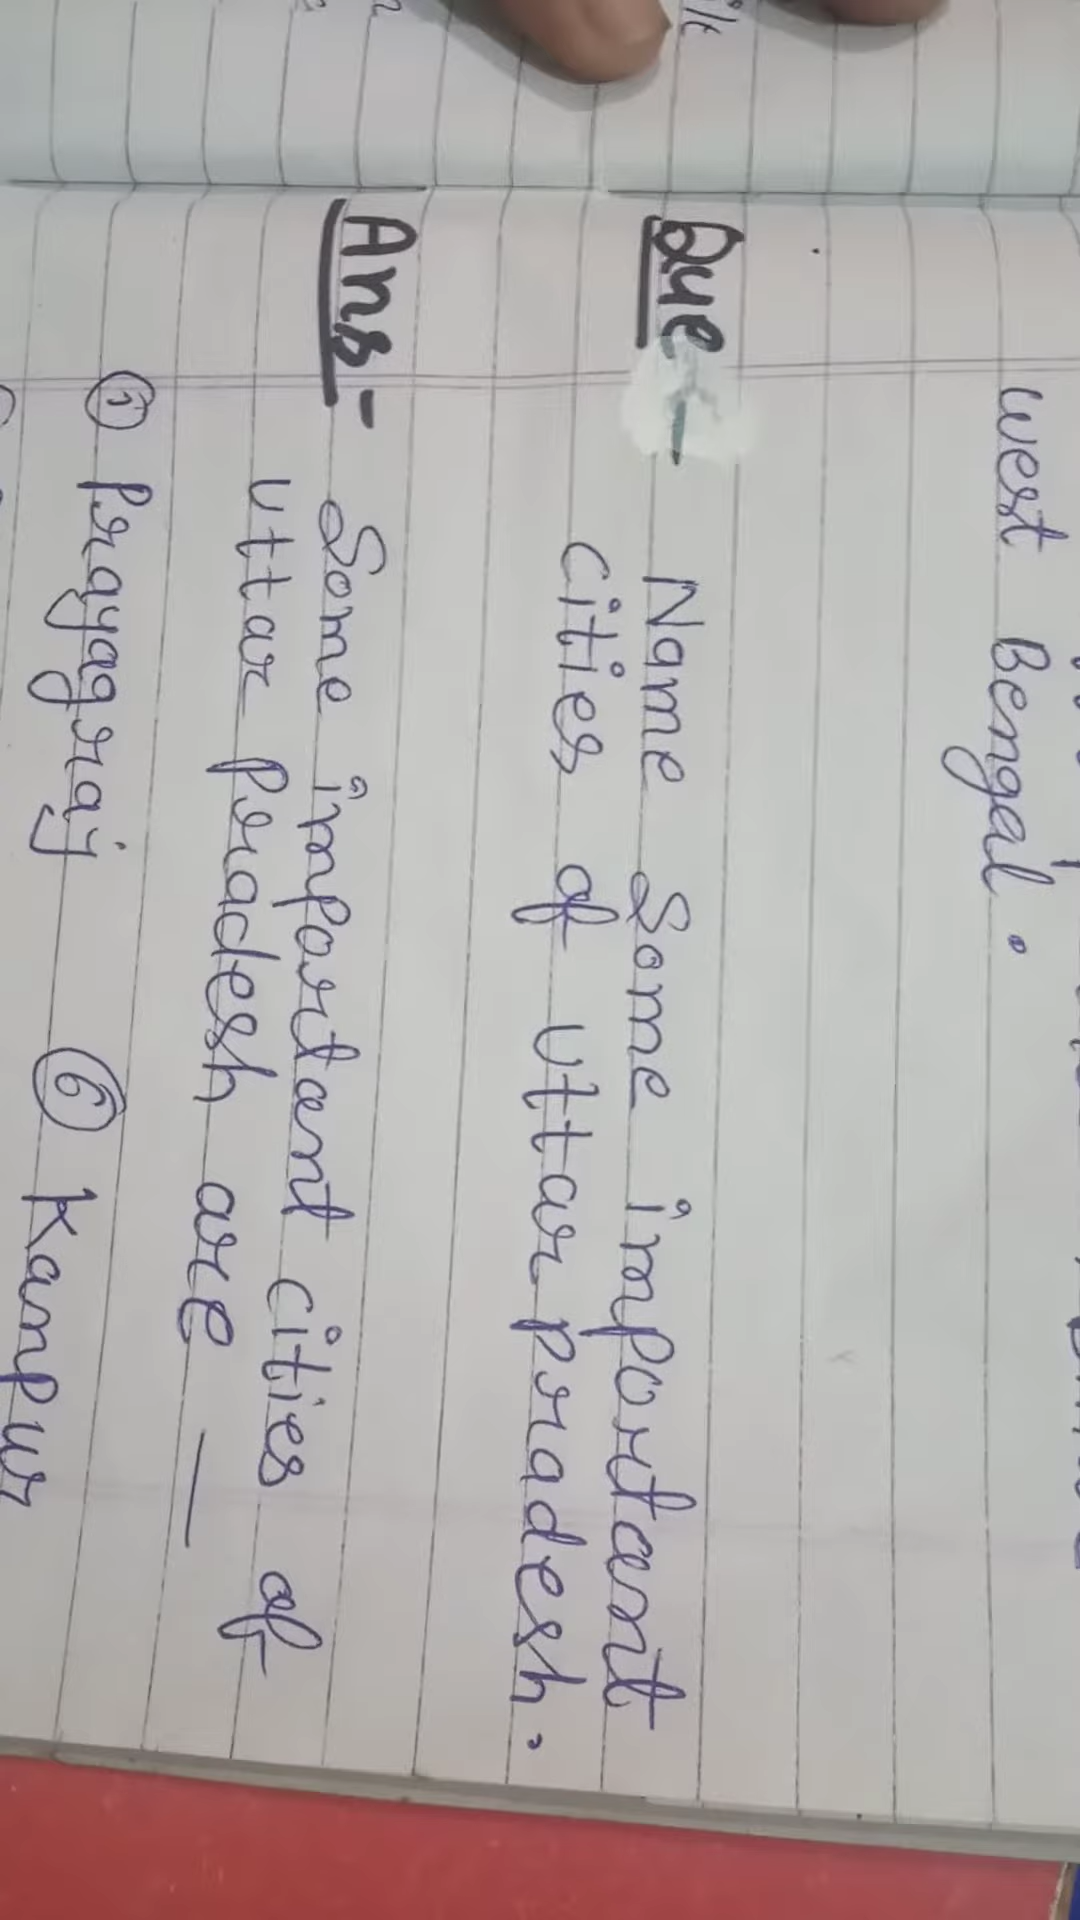 West Bengal.
Que - Name Some important
cities of Uttar pradesh.
Ans - Some important cities of
Uttar pradesh are —
① prayagraj ⑥ Kanpur